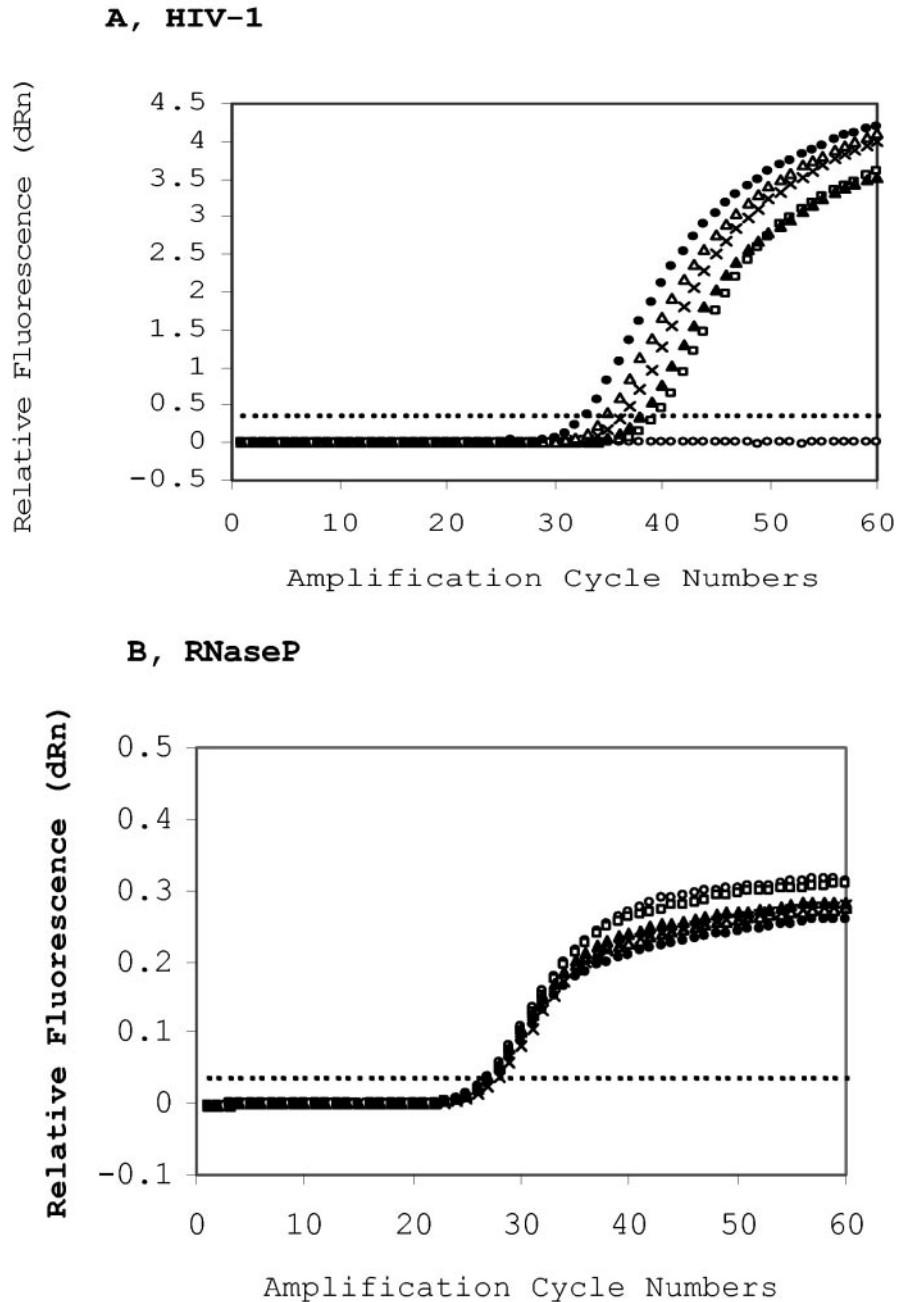 A, HIV-1
Relative Fluorescence (dRn)
4.5
4
3.5
3
2.5
2
1.5
1
0.5
0
-0.5
0 10 20 30 40 50 60
Amplification Cycle Numbers
B, RNaseP
Relative Fluorescence (dRn)
0.5
0.4
0.3
0.2
0.1
0
-0.1
0 10 20 30 40 50 60
Amplification Cycle Numbers